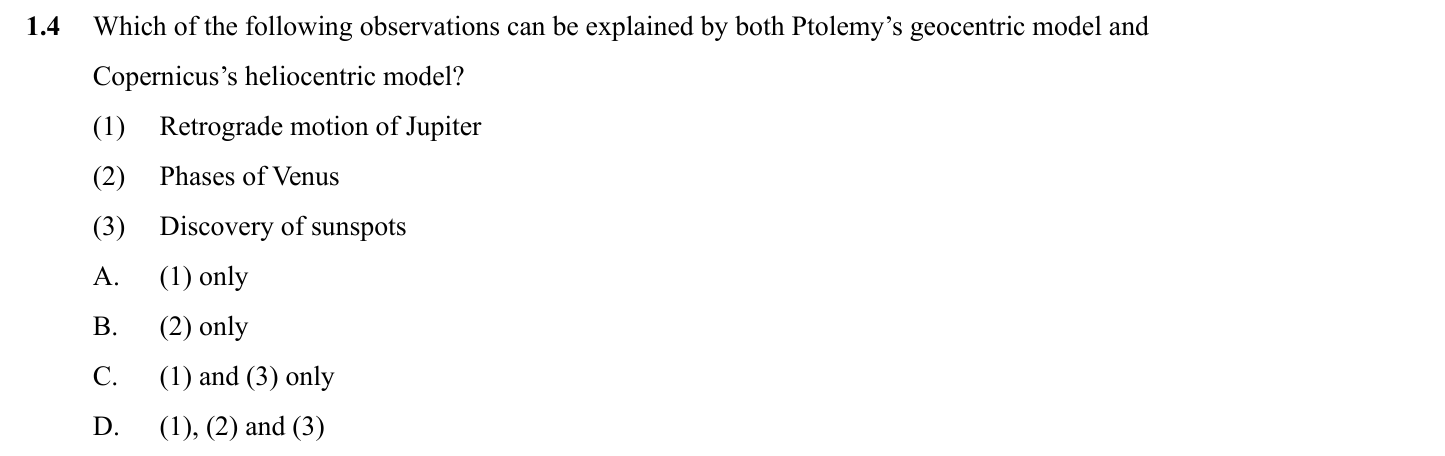 1.4 Which of the following observations can be explained by both Ptolemy’s geocentric model and
Copernicus’s heliocentric model?
(1) Retrograde motion of Jupiter
(2) Phases of Venus
(3) Discovery of sunspots
A. (1) only
B. (2) only
C. (1) and (3) only
D. (1), (2) and (3)